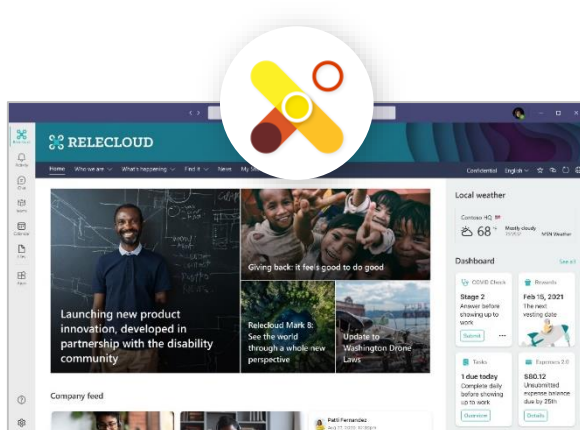 RELECLOUD
Home Who we are What's happening Find it News My
Confidential English
Launching new product
innovation, developed in
partnership with the disability
community
Giving back: it feels good to do good
Relecloud Mark 8:
See the world
through a whole new
perspective
Update to
Washington Drone
Laws
Company feed
Patti Fernandez
Local weather
Contoso HQ
68°
Mostly cloudy
MSN Weather
Dashboard
See all
COVID Check
Stage 2
Answer before
showing up to
work
Submit
Rewards
Feb 15, 2021
The next
vesting date
Tasks
1 due today
Complete daily
before showing
up to work
Overview
Expenses 2.0
$80.12
Unsubmitted
expense balance
due by 25th
Details